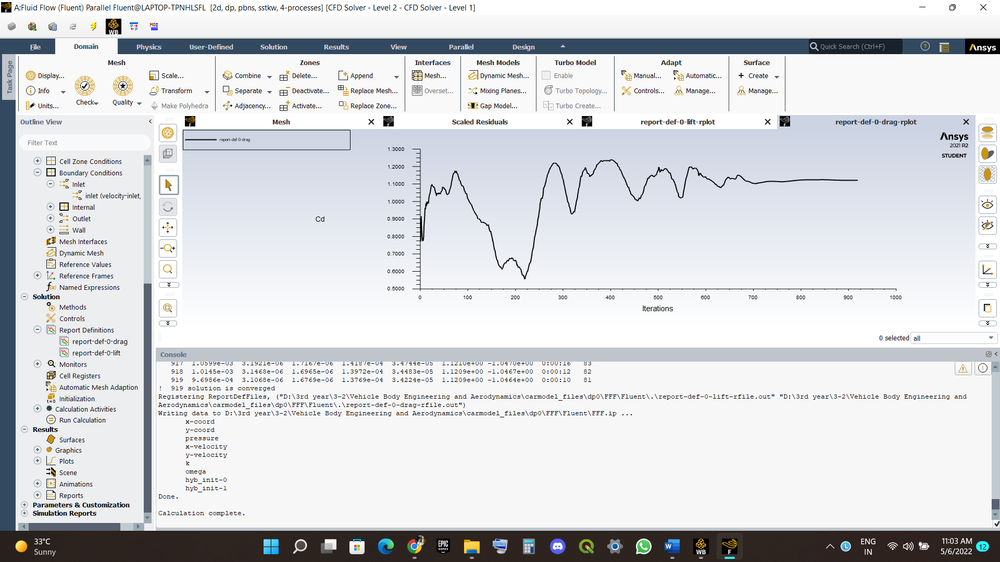 A:Fluid Flow (Fluent) Parallel Fluent@LAPTOP-TPNHLSFL [2d, dp, pbns, sstkw, 4-processes] [CFD Solver - Level 2 - CFD Solver - Level 1]
WB
File Domain Physics User-Defined Solution Results View Parallel Design Quick Search (Ctrl+F) Ansys
Task Page
Mesh
Display...
Info
Units...
Check
Quality
Scale...
Transform
Make Polyhedra
Zones
Combine
Separate
Adjacency...
Delete...
Deactivate...
Activate...
Append
Replace Mesh...
Replace Zone...
Interfaces
Mesh...
Overset...
Mesh Models
Dynamic Mesh...
Mixing Planes...
Gap Model...
Turbo Model
Enable
Turbo Topology...
Turbo Create...
Adapt
Manual...
Controls...
Automatic...
Manage...
Surface
Create
Manage...
Outline View
Filter Text
Cell Zone Conditions
Boundary Conditions
Inlet
inlet (velocity-inlet,
Internal
Outlet
Wall
Mesh Interfaces
Dynamic Mesh
Reference Values
Reference Frames
Named Expressions
Solution
Methods
Controls
Report Definitions
report-def-0-drag
report-def-0-lift
Monitors
Cell Registers
Automatic Mesh Adaption
Initialization
Calculation Activities
Run Calculation
Results
Surfaces
Graphics
Plots
Scene
Animations
Reports
Parameters & Customization
Simulation Reports
Mesh
Scaled Residuals
report-def-0-lift-rplot
report-def-0-drag-rplot
report-def-0-drag
Ansys
2021 R2
STUDENT
1.3000
1.2000
1.1000
1.0000
0.9000
0.8000
0.7000
0.6000
0.5000
Cd
0 100 200 300 400 500 600 700 800 900 1000
Iterations
0 selected all
Console
917 1.0599e-03 3.1921e-06 1.7167e-06 1.4187e-04 3.4744e-05 1.1210e+00 -1.0470e+00 0:00:16 83
918 1.0145e-03 3.1468e-06 1.6965e-06 1.3972e-04 3.4483e-05 1.1209e+00 -1.0467e+00 0:00:12 82
919 9.6986e-04 3.1068e-06 1.6769e-06 1.3769e-04 3.4224e-05 1.1209e+00 -1.0464e+00 0:00:10 81
! 919 solution is converged
Registering ReportDefFiles, ("D:\3rd year\3-2\Vehicle Body Engineering and Aerodynamics\carmodel_files\dp0\FFF\Fluent\.\report-def-0-lift-rfile.out" "D:\3rd year\3-2\Vehicle Body Engineering and
Aerodynamics\carmodel_files\dp0\FFF\Fluent\.\report-def-0-drag-rfile.out")
Writing data to D:\3rd year\3-2\Vehicle Body Engineering and Aerodynamics\carmodel_files\dp0\FFF\Fluent\FFF.ip ...
x-coord
y-coord
pressure
x-velocity
y-velocity
k
omega
hyb_init-0
hyb_init-1
Done.
Calculation complete.
33°C
Sunny
EPIC
GAMES
WB
F
ENG
IN
11:03 AM
5/6/2022
12